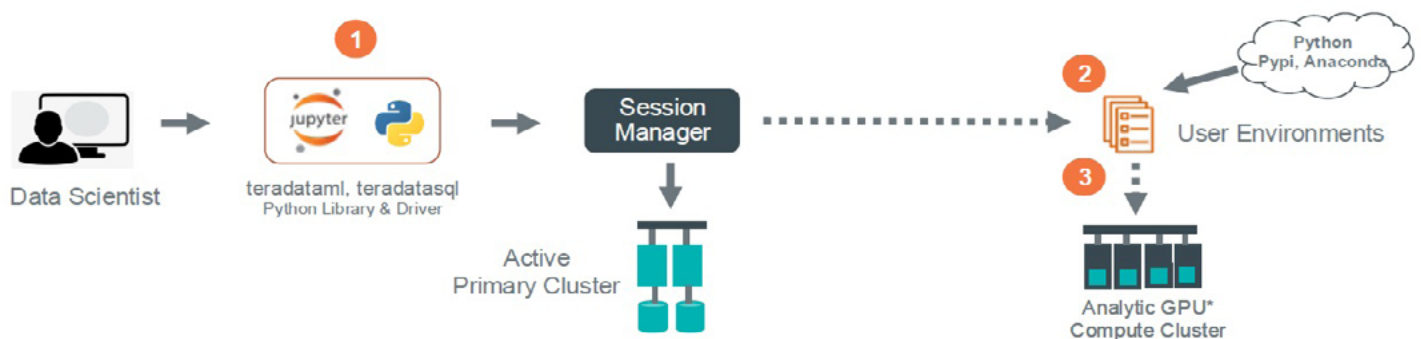 1
jupyter
teradataml, teradatasql
Python Library & Driver
Data Scientist
Session
Manager
Active
Primary Cluster
2
Python
Pypi, Anaconda
User Environments
3
Analytic GPU*
Compute Cluster